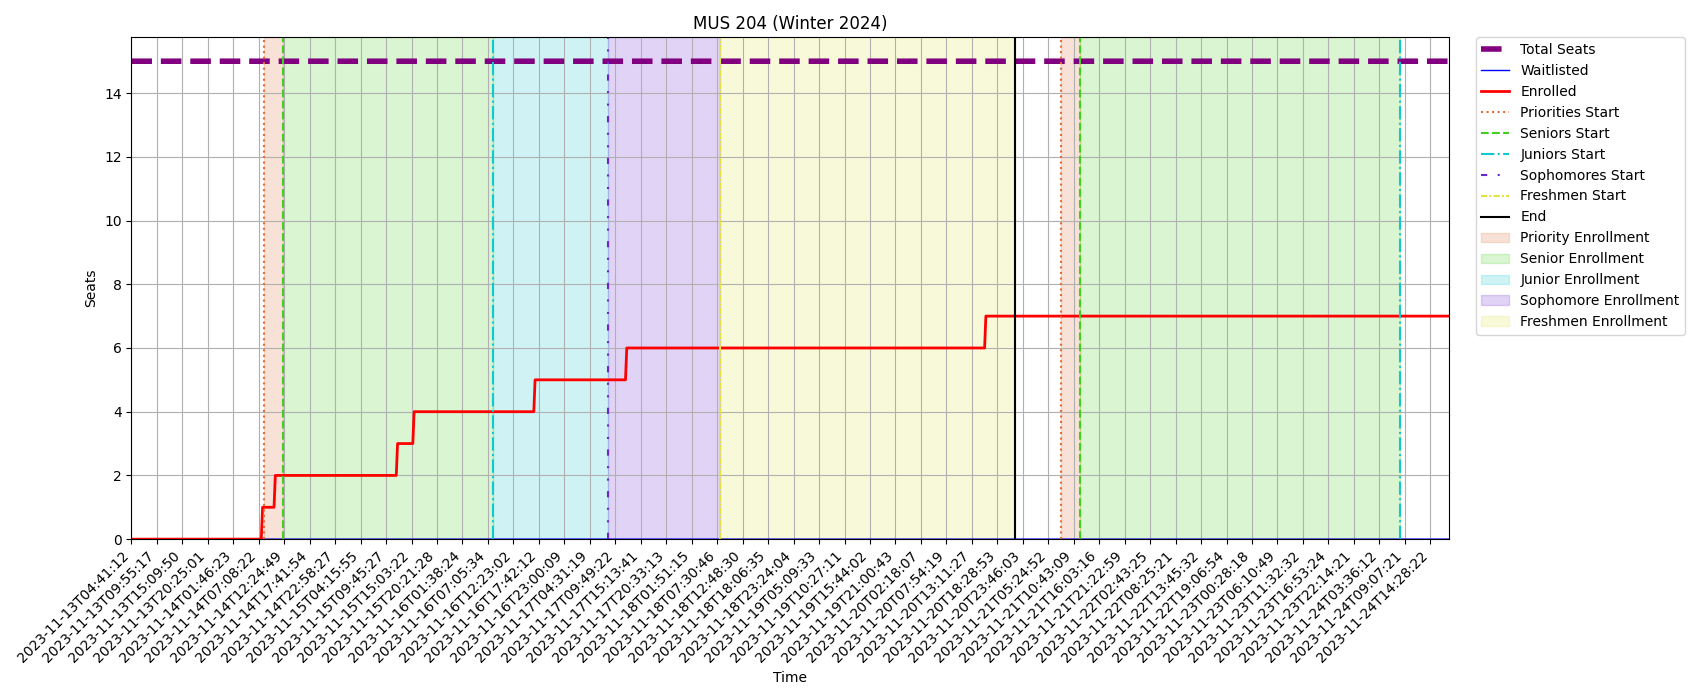 MUS 204 (Winter 2024)
Seats
14
12
10
8
6
4
2
0
2023-11-13T04:41:12
2023-11-13T09:55:17
2023-11-13T15:09:50
2023-11-13T20:25:01
2023-11-14T01:46:23
2023-11-14T07:08:22
2023-11-14T12:24:49
2023-11-14T17:41:54
2023-11-14T22:58:27
2023-11-15T04:15:55
2023-11-15T09:45:27
2023-11-15T15:03:22
2023-11-15T20:21:28
2023-11-16T01:38:24
2023-11-16T07:05:34
2023-11-16T12:23:02
2023-11-16T17:42:12
2023-11-16T23:00:09
2023-11-17T04:31:19
2023-11-17T09:49:22
2023-11-17T15:13:41
2023-11-17T20:33:13
2023-11-18T01:51:15
2023-11-18T07:30:46
2023-11-18T12:48:30
2023-11-18T18:06:35
2023-11-18T23:24:04
2023-11-19T05:09:33
2023-11-19T10:27:11
2023-11-19T15:44:02
2023-11-19T21:00:43
2023-11-20T02:18:07
2023-11-20T07:54:19
2023-11-20T13:11:27
2023-11-20T18:28:53
2023-11-20T23:46:03
2023-11-21T05:24:52
2023-11-21T10:43:09
2023-11-21T16:03:16
2023-11-21T21:22:59
2023-11-22T02:43:25
2023-11-22T08:25:21
2023-11-22T13:45:32
2023-11-22T19:06:54
2023-11-23T00:28:18
2023-11-23T06:10:49
2023-11-23T11:32:32
2023-11-23T16:53:24
2023-11-23T22:14:21
2023-11-24T03:36:12
2023-11-24T09:07:21
2023-11-24T14:28:22
Time
Total Seats
Waitlisted
Enrolled
Priorities Start
Seniors Start
Juniors Start
Sophomores Start
Freshmen Start
End
Priority Enrollment
Senior Enrollment
Junior Enrollment
Sophomore Enrollment
Freshmen Enrollment